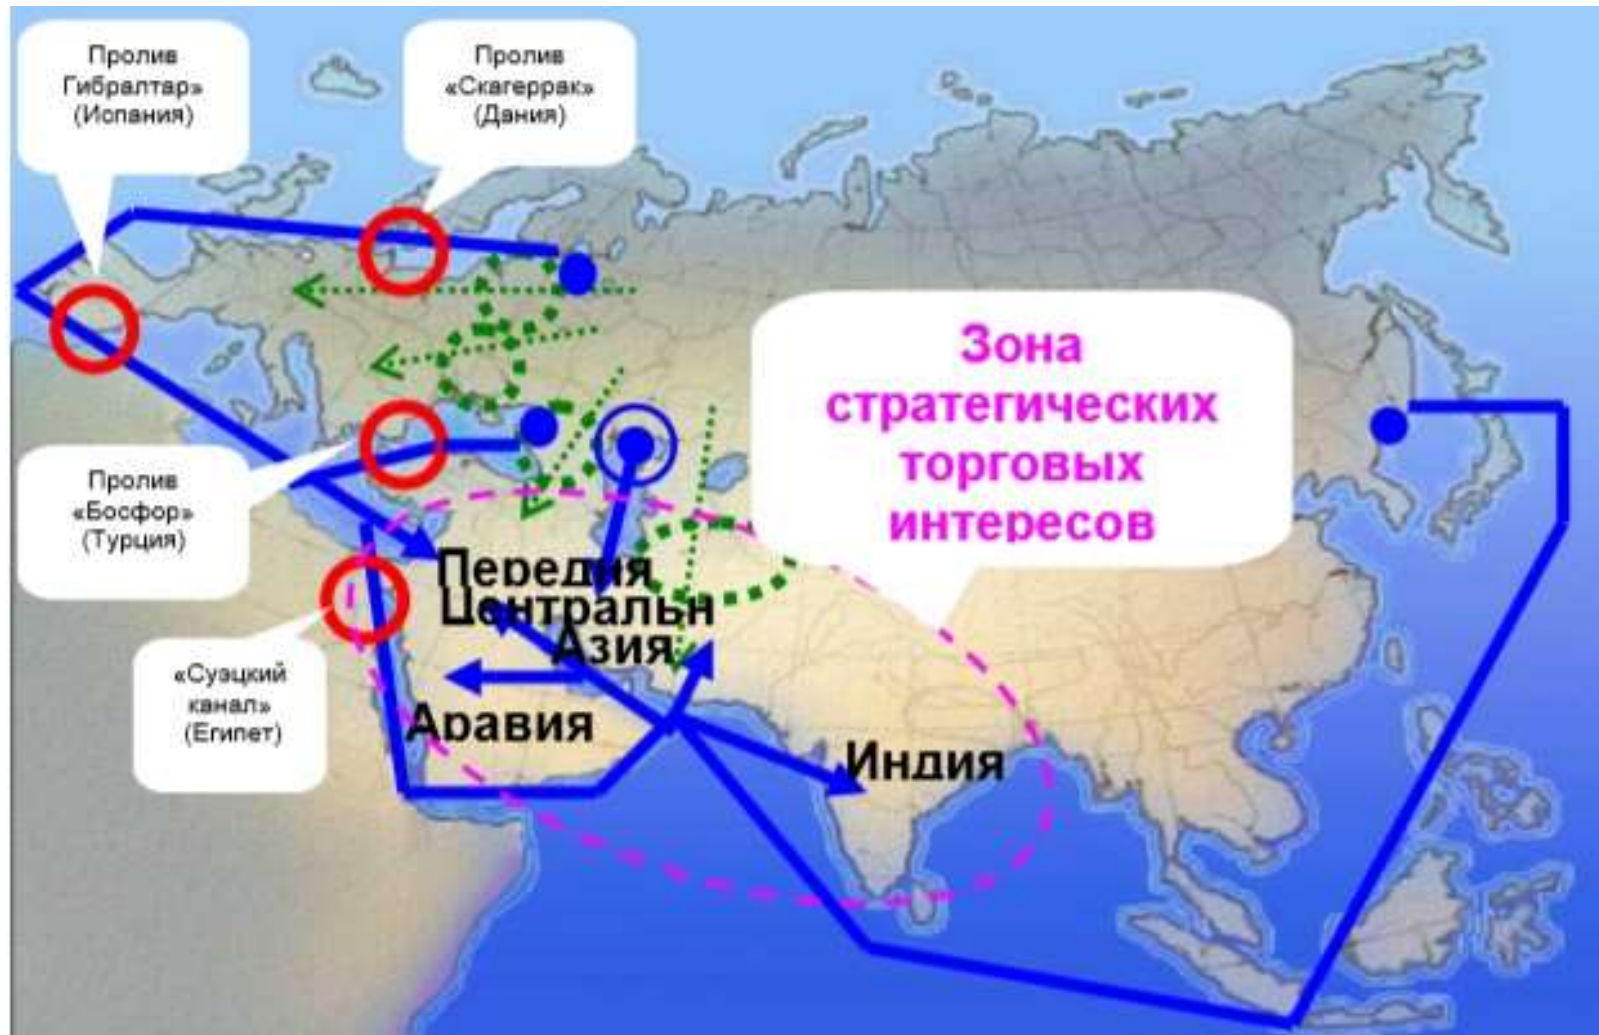 Пролив
Гибралтар»
(Испания)
Пролив
«Скагеррак»
(Дания)
Зона
стратегических
торговых
интересов
Пролив
«Босфор»
(Турция)
Передня
Центральн
Азия
«Суэцкий
канал»
(Египет)
Аравия
Индия